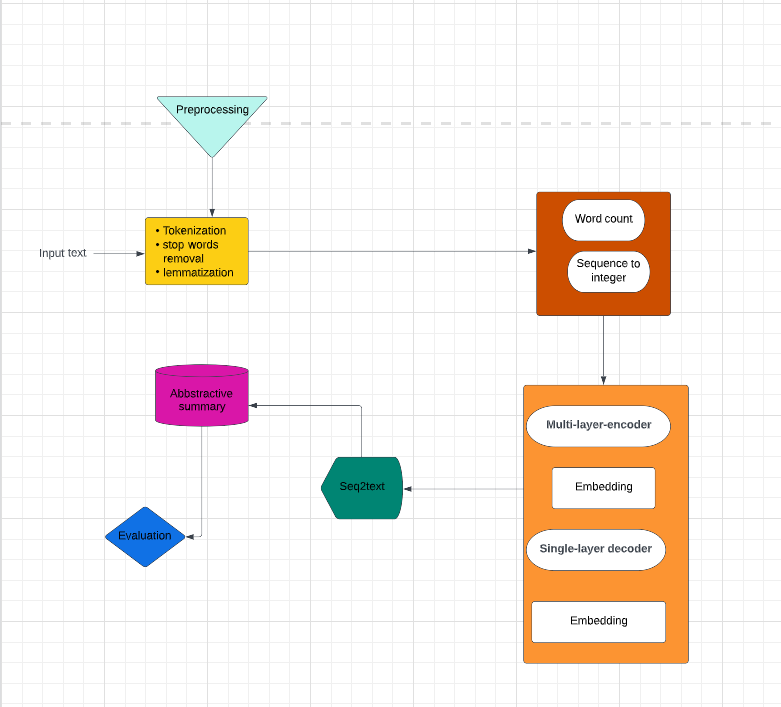 Preprocessing
• Tokenization
• stop words
removal
• lemmatization
Input text
Word count
Sequence to
integer
Abbstractive
summary
Multi-layer-encoder
Embedding
Seq2text
Evaluation
Single-layer decoder
Embedding